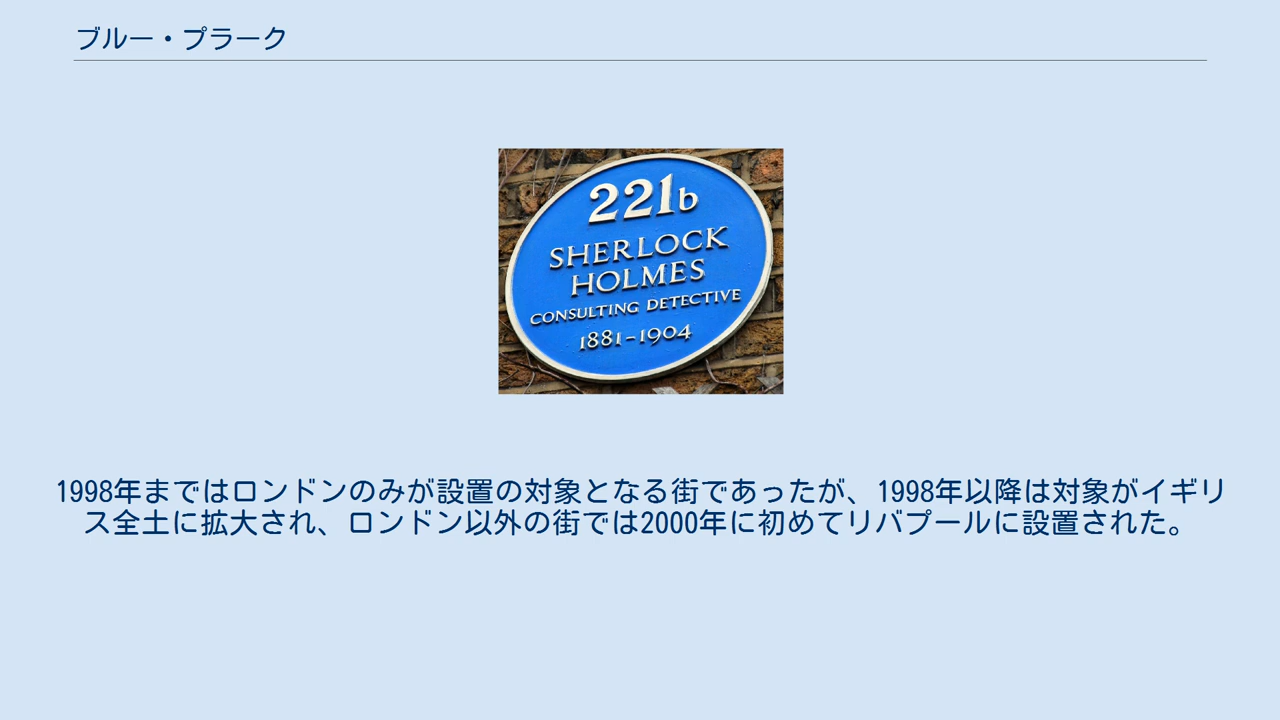 ブルー・プラーク
221b
SHERLOCK
HOLMES
CONSULTING DETECTIVE
1881-1904
1998年まではロンドンのみが設置の対象となる街であったが、1998年以降は対象がイギリ
ス全土に拡大され、ロンドン以外の街では2000年に初めてリバプールに設置された。